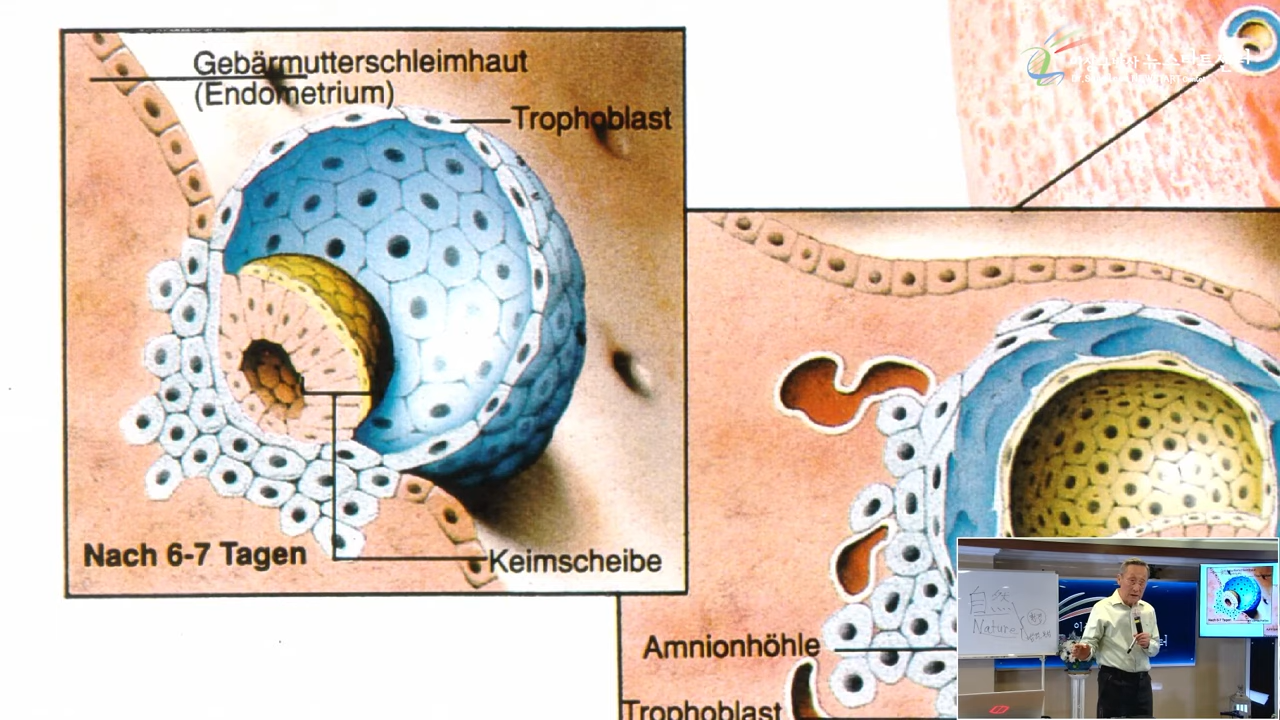 Gebärmutterschleimhaut
(Endometrium)
Trophoblast
Nach 6-7 Tagen
Keimscheibe
Amnionhöhle
Trophoblast
自然
Nature